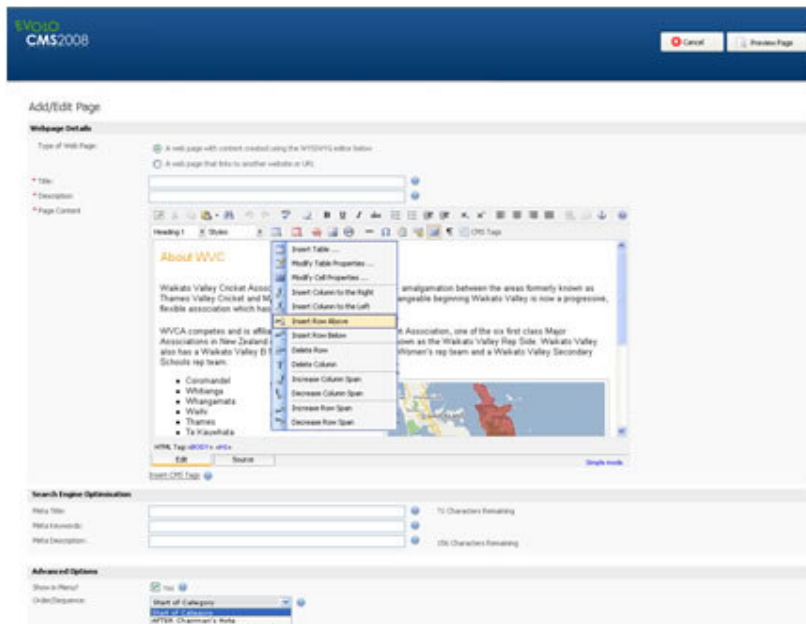 EVOLO
CMS2008
Cancel
Preview Page
Add/Edit Page
Webpage Details
Type of Web Page:
A web page with content created using the WYSIWYG editor below
A web page that links to another website or URL
* Title:
* Description:
* Page Content
Heading 1
Styles
CMS Tags
About WVC
Insert Table ...
Modify Table Properties ...
Modify Cell Properties ...
Insert Column to the Right
Insert Column to the Left
Insert Row Above
Insert Row Below
Delete Row
Delete Column
Increase Column Span
Decrease Column Span
Increase Row Span
Decrease Row Span
Waikato Valley Cricket Assoc
amalgamation between the areas formerly known as
Thames Valley Cricket and M
angeable beginning Waikato Valley is now a progressive,
flexible association which has
WVCA competes and is affilia
t Association, one of the six first class Major
Associations in New Zealand
own as the Waikato Valley Rep Side. Waikato Valley
also has a Waikato Valley B
Women's rep team and a Waikato Valley Secondary
Schools rep team.
Coromandel
Whitianga
Whangamata
Waihi
Thames
Te Kauwhata
HTML Tag: <BODY> <H1>
Edit
Source
Simple mode
Insert CMS Tags
Search Engine Optimisation
Meta Title:
71 Characters Remaining
Meta Keywords:
Meta Description:
156 Characters Remaining
Advanced Options
Show in Menu?
Yes
Order/Sequence:
Start of Category
Start of Category
AFTER Chairman's Note